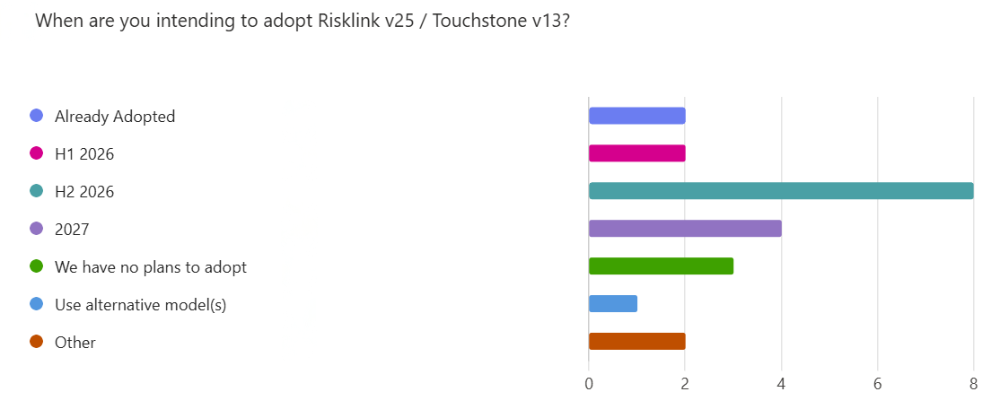 When are you intending to adopt Risklink v25 / Touchstone v13?
Already Adopted
H1 2026
H2 2026
2027
We have no plans to adopt
Use alternative model(s)
Other
0 2 4 6 8